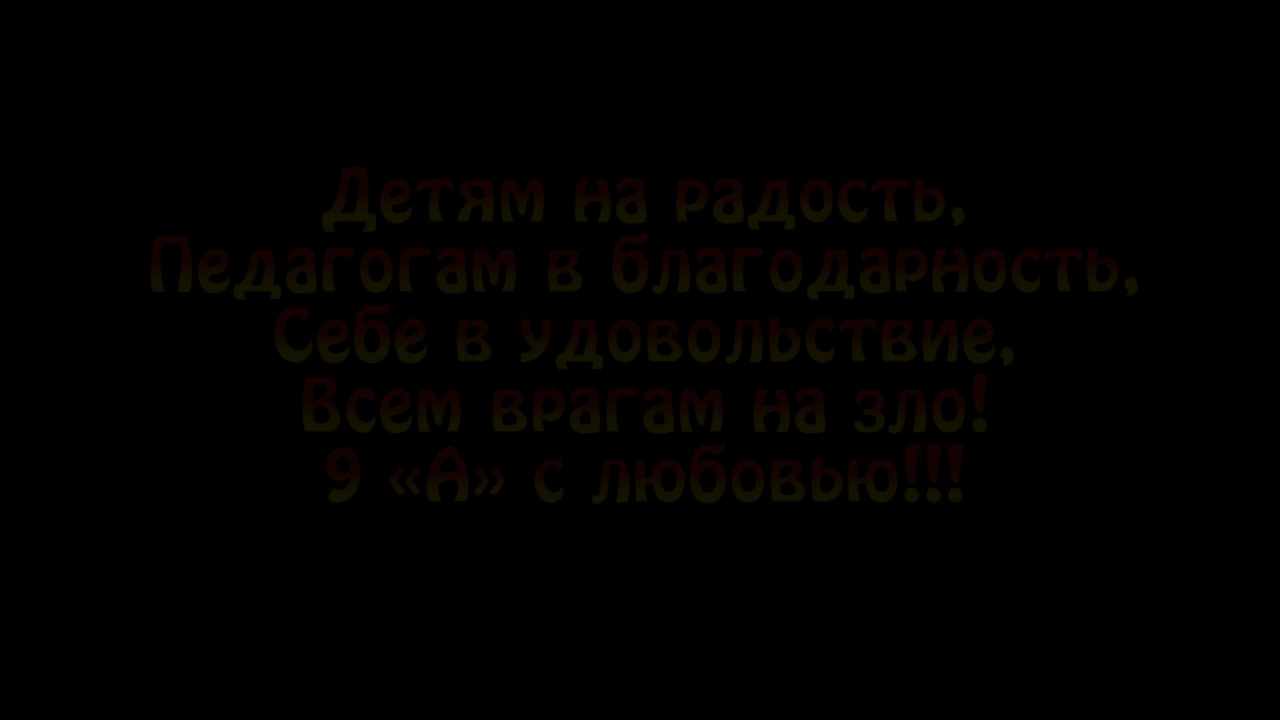 Детям на радость,
Педагогам в благодарность,
Себе в удовольствие,
Всем врагам на зло!
9 «А» с любовью!!!